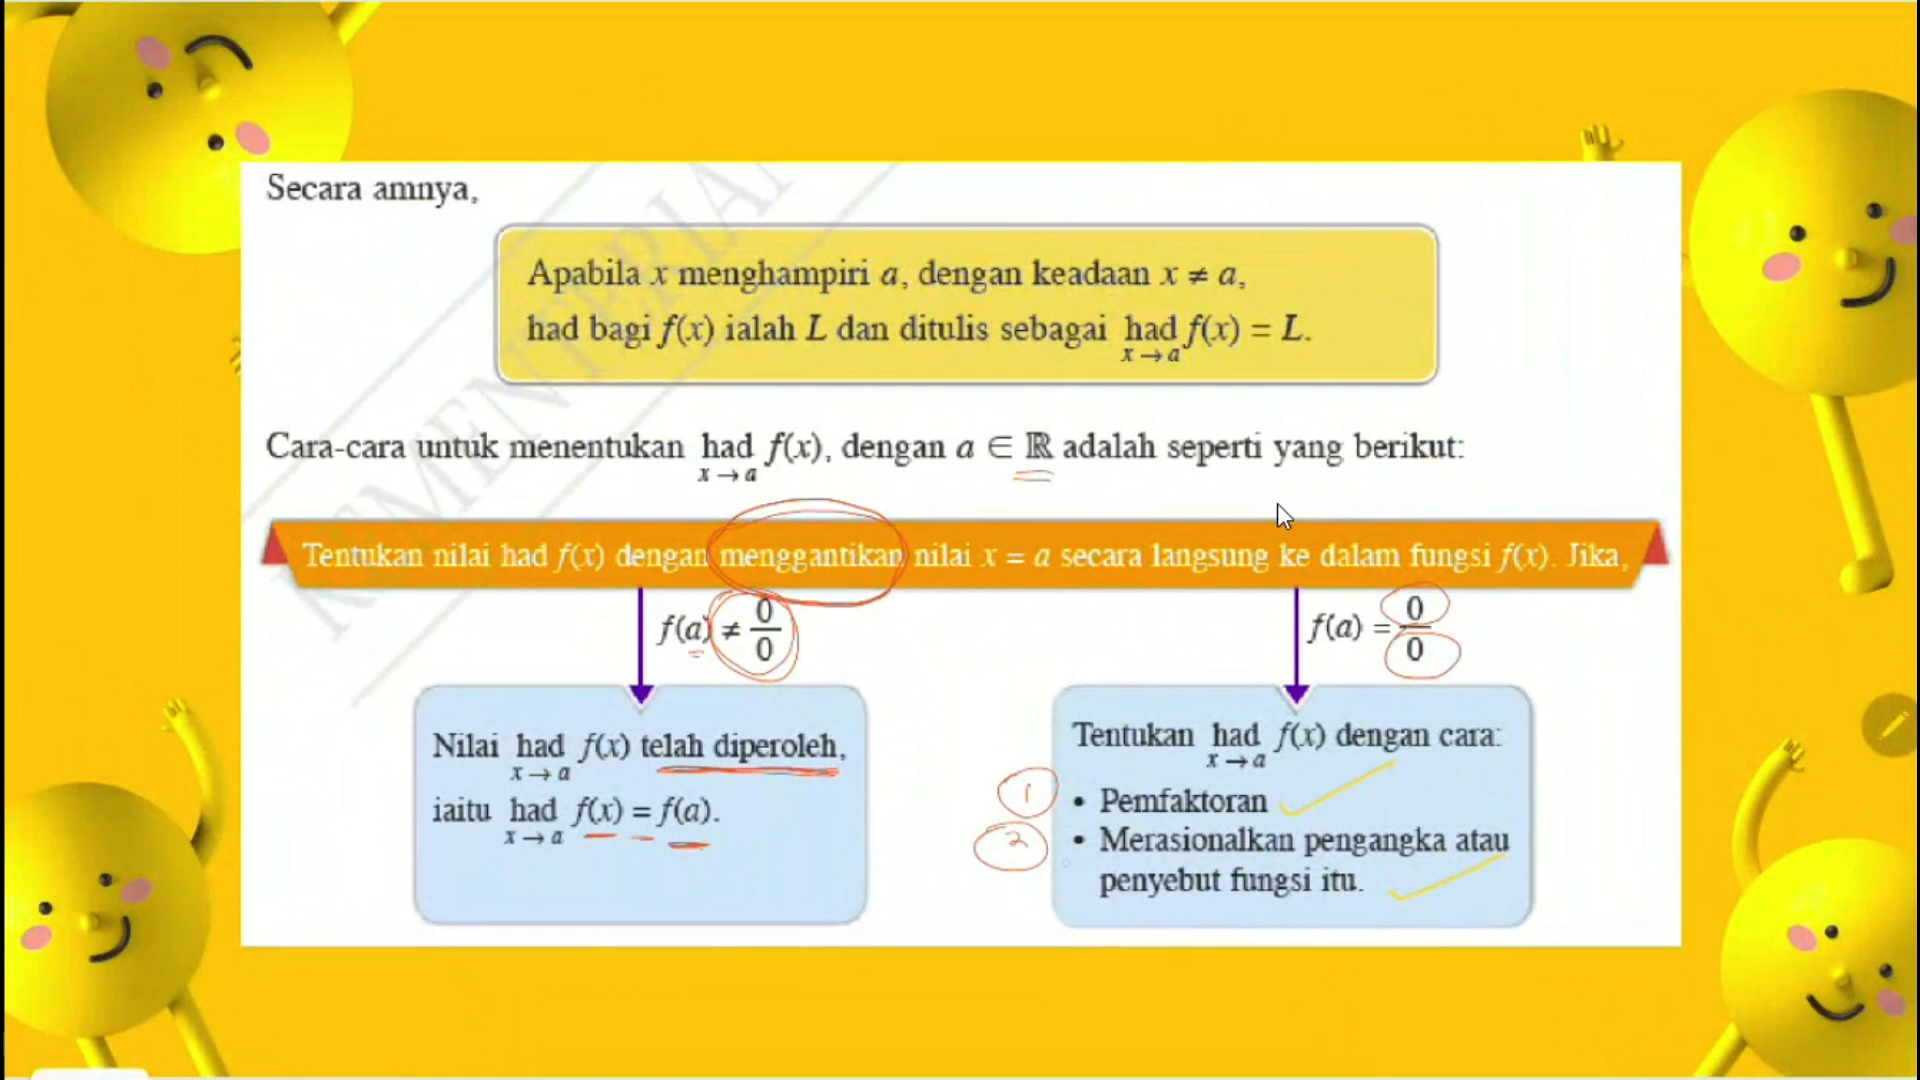 Secara amnya,
Apabila x menghampiri a, dengan keadaan x ≠ a,
had bagi f(x) ialah L dan ditulis sebagai had f(x) = L.
x → a
Cara-cara untuk menentukan had f(x), dengan a ∈ ℝ adalah seperti yang berikut:
x → a
Tentukan nilai had f(x) dengan menggantikan nilai x = a secara langsung ke dalam fungsi f(x). Jika,
f(a) ≠ 0/0
Nilai had f(x) telah diperoleh,
x → a
iaitu had f(x) = f(a).
x → a
f(a) = 0/0
Tentukan had f(x) dengan cara:
x → a
1
• Pemfaktoran
2
• Merasionalkan pengangka atau
penyebut fungsi itu.
KEMENTERIAN